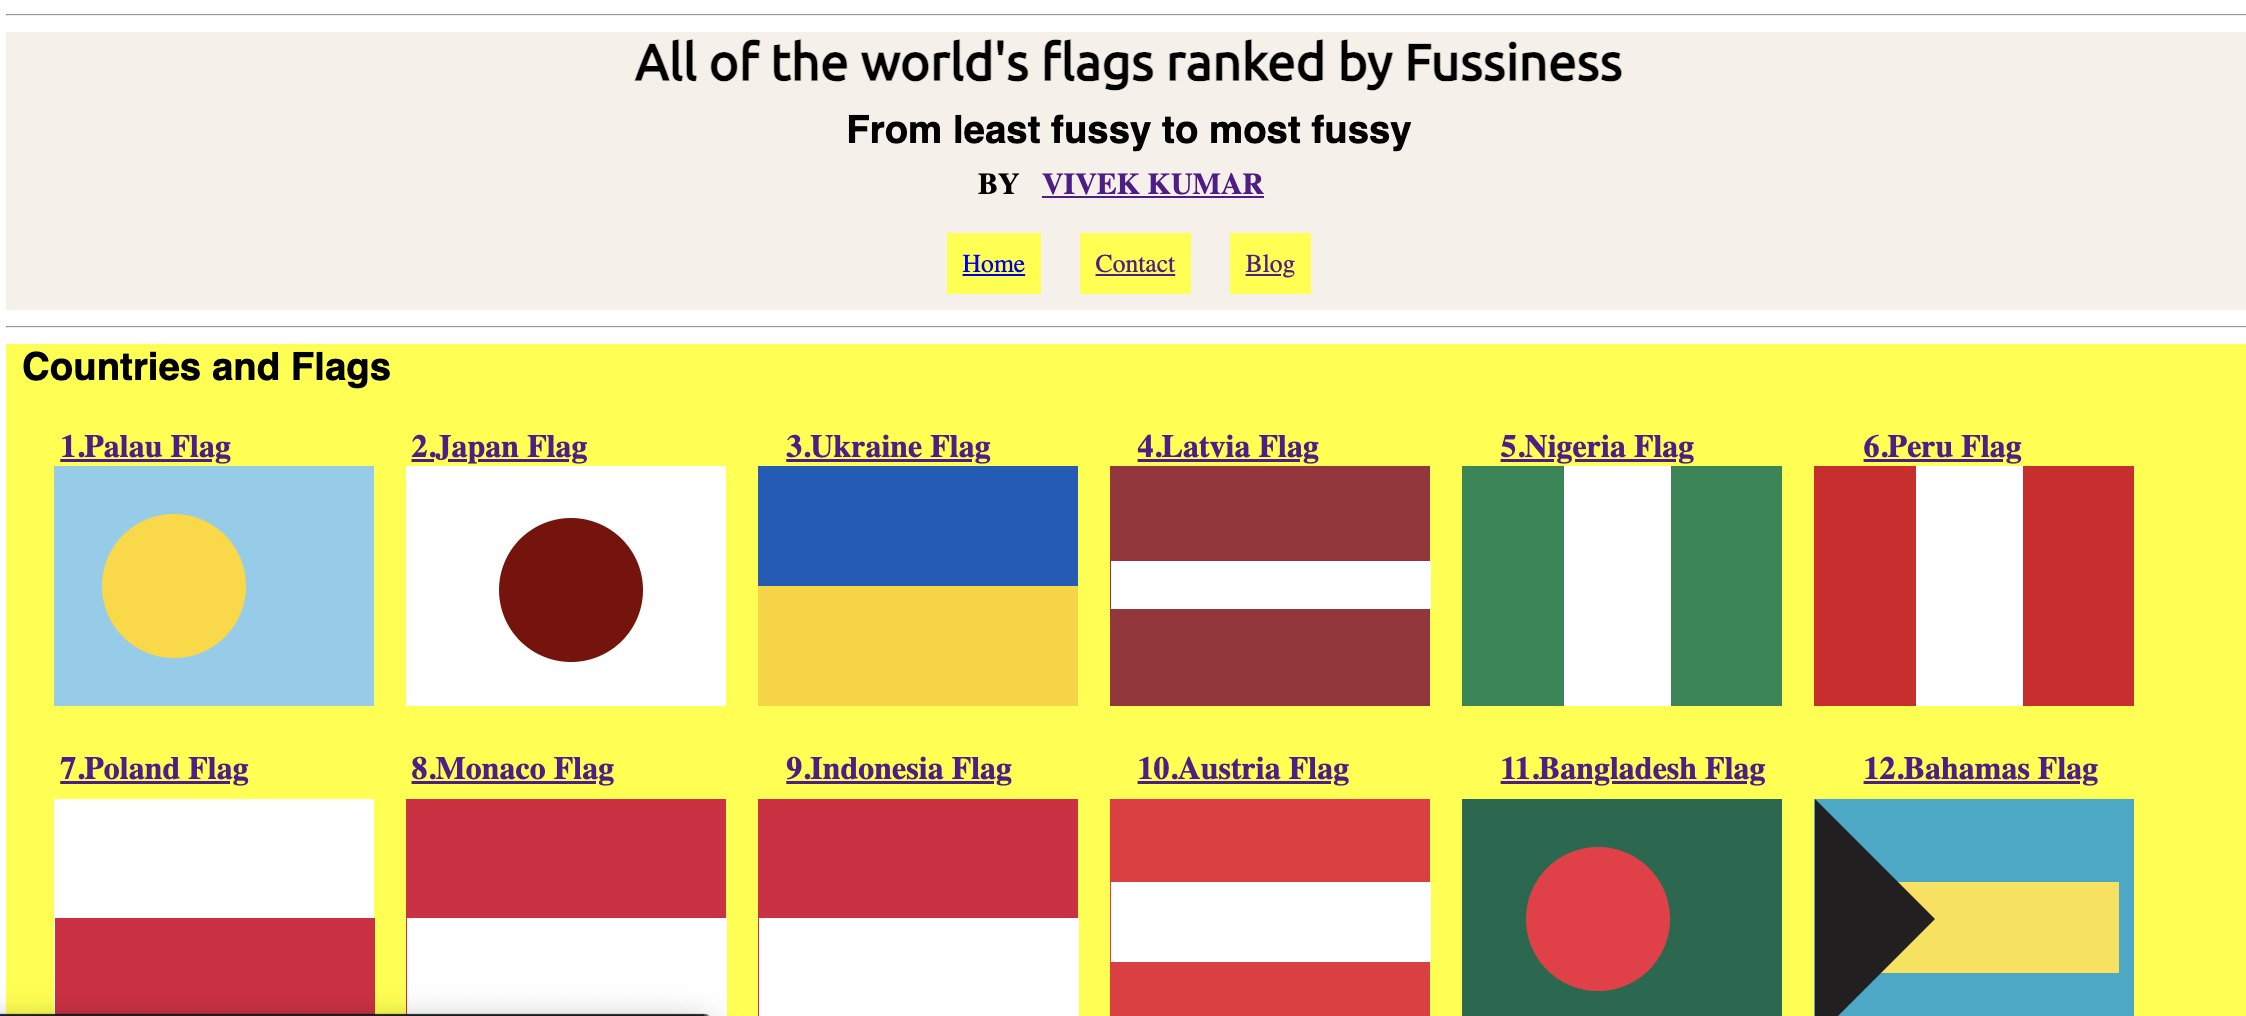 All of the world's flags ranked by Fussiness
From least fussy to most fussy
BY VIVEK KUMAR
Home Contact Blog
Countries and Flags
1.Palau Flag 2.Japan Flag 3.Ukraine Flag 4.Latvia Flag 5.Nigeria Flag 6.Peru Flag
7.Poland Flag 8.Monaco Flag 9.Indonesia Flag 10.Austria Flag 11.Bangladesh Flag 12.Bahamas Flag